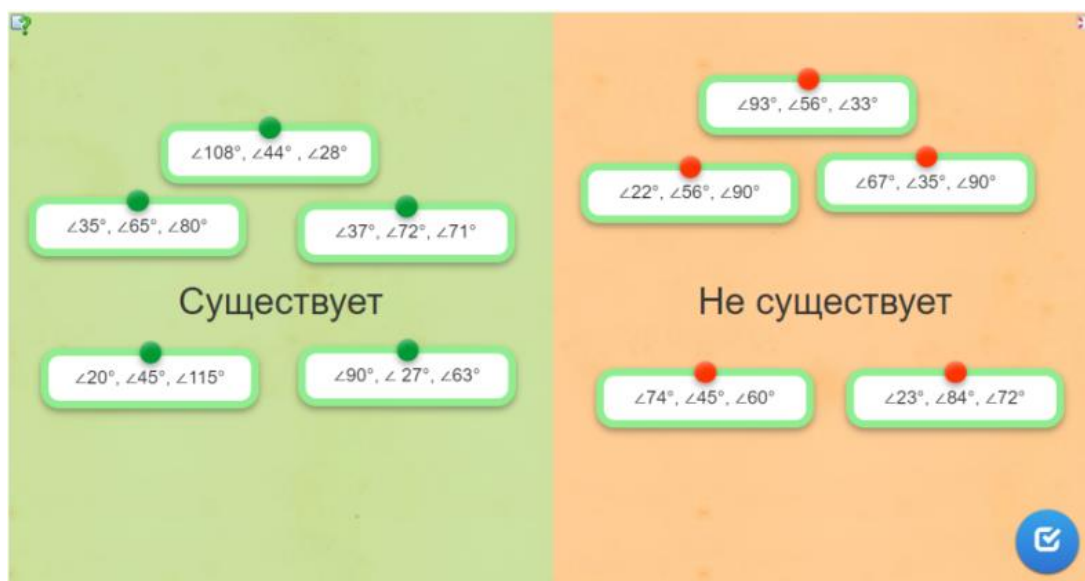 ∠108°, ∠44° , ∠28°
∠35°, ∠65°, ∠80°
∠37°, ∠72°, ∠71°
Существует
∠20°, ∠45°, ∠115°
∠90°, ∠ 27°, ∠63°
∠93°, ∠56°, ∠33°
∠22°, ∠56°, ∠90°
∠67°, ∠35°, ∠90°
Не существует
∠74°, ∠45°, ∠60°
∠23°, ∠84°, ∠72°